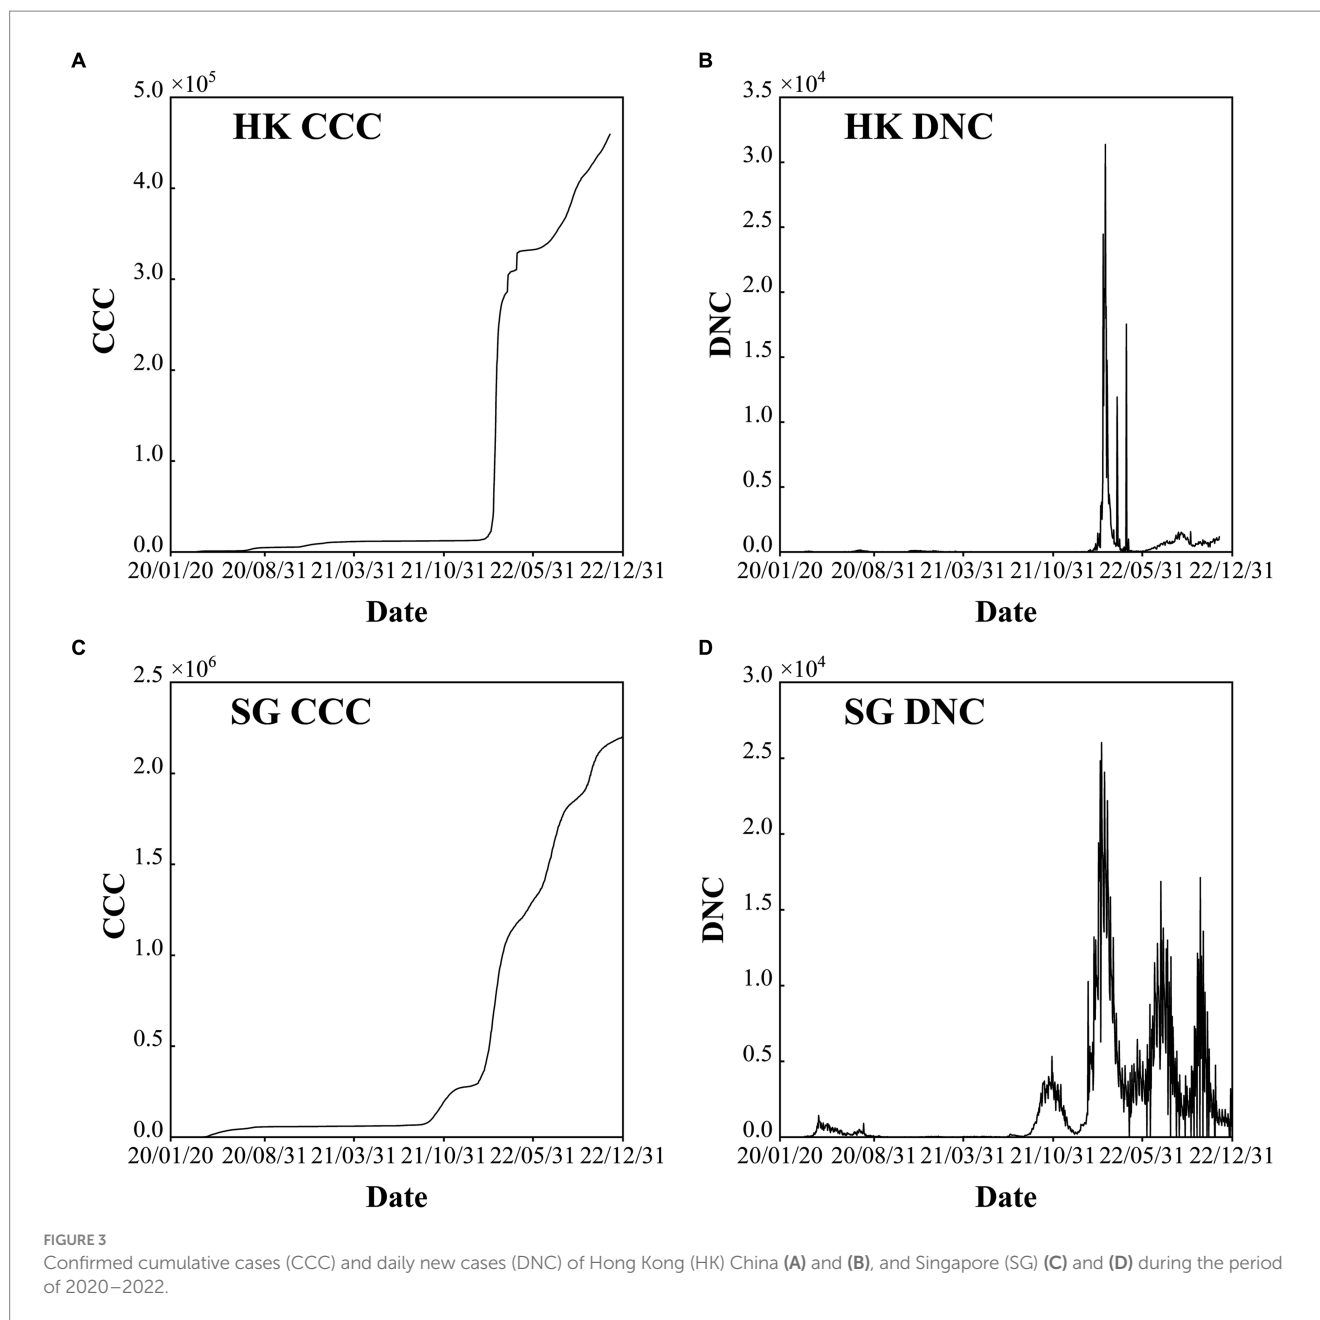 A
5.0 ×10⁵
HK CCC
4.0
3.0
2.0
1.0
0.0
CCC
20/01/20 20/08/31 21/03/31 21/10/31 22/05/31 22/12/31
Date
B
3.5 ×10⁴
HK DNC
3.0
2.5
2.0
1.5
1.0
0.5
0.0
DNC
20/01/20 20/08/31 21/03/31 21/10/31 22/05/31 22/12/31
Date
C
2.5 ×10⁶
SG CCC
2.0
1.5
1.0
0.5
0.0
CCC
20/01/20 20/08/31 21/03/31 21/10/31 22/05/31 22/12/31
Date
D
3.0 ×10⁴
SG DNC
2.5
2.0
1.5
1.0
0.5
0.0
DNC
20/01/20 20/08/31 21/03/31 21/10/31 22/05/31 22/12/31
Date
FIGURE 3
Confirmed cumulative cases (CCC) and daily new cases (DNC) of Hong Kong (HK) China (A) and (B), and Singapore (SG) (C) and (D) during the period
of 2020–2022.